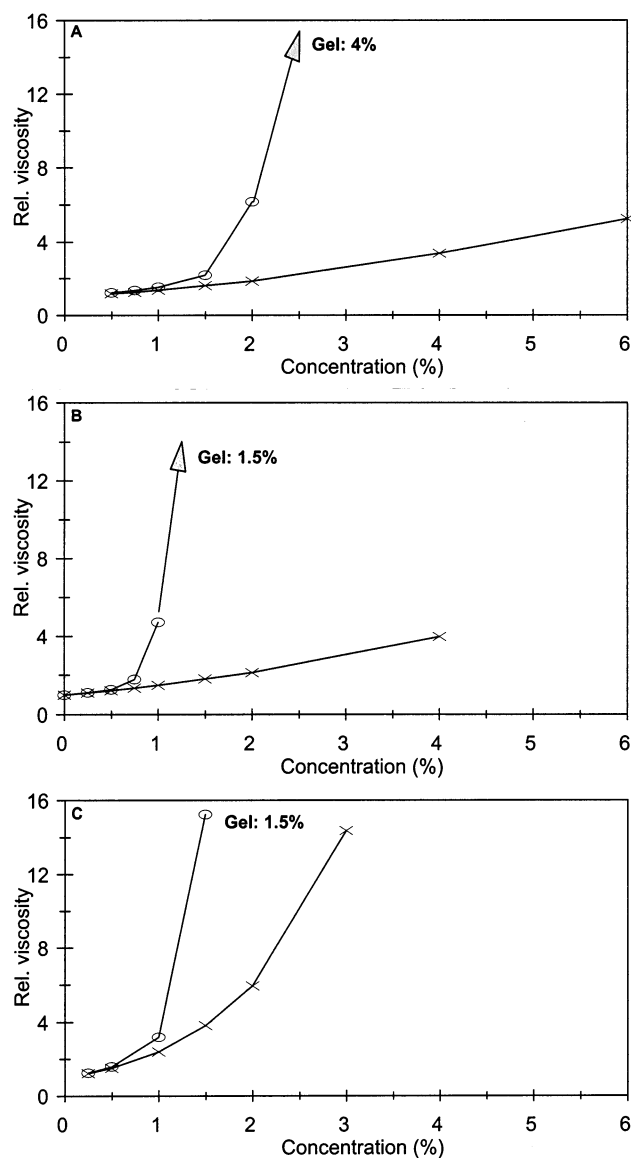 A
16
Gel: 4%
12
8
4
0
Rel. viscosity
0 1 2 3 4 5 6
Concentration (%)
B
16
Gel: 1.5%
12
8
4
0
Rel. viscosity
0 1 2 3 4 5 6
Concentration (%)
C
16
Gel: 1.5%
12
8
4
0
Rel. viscosity
0 1 2 3 4 5 6
Concentration (%)